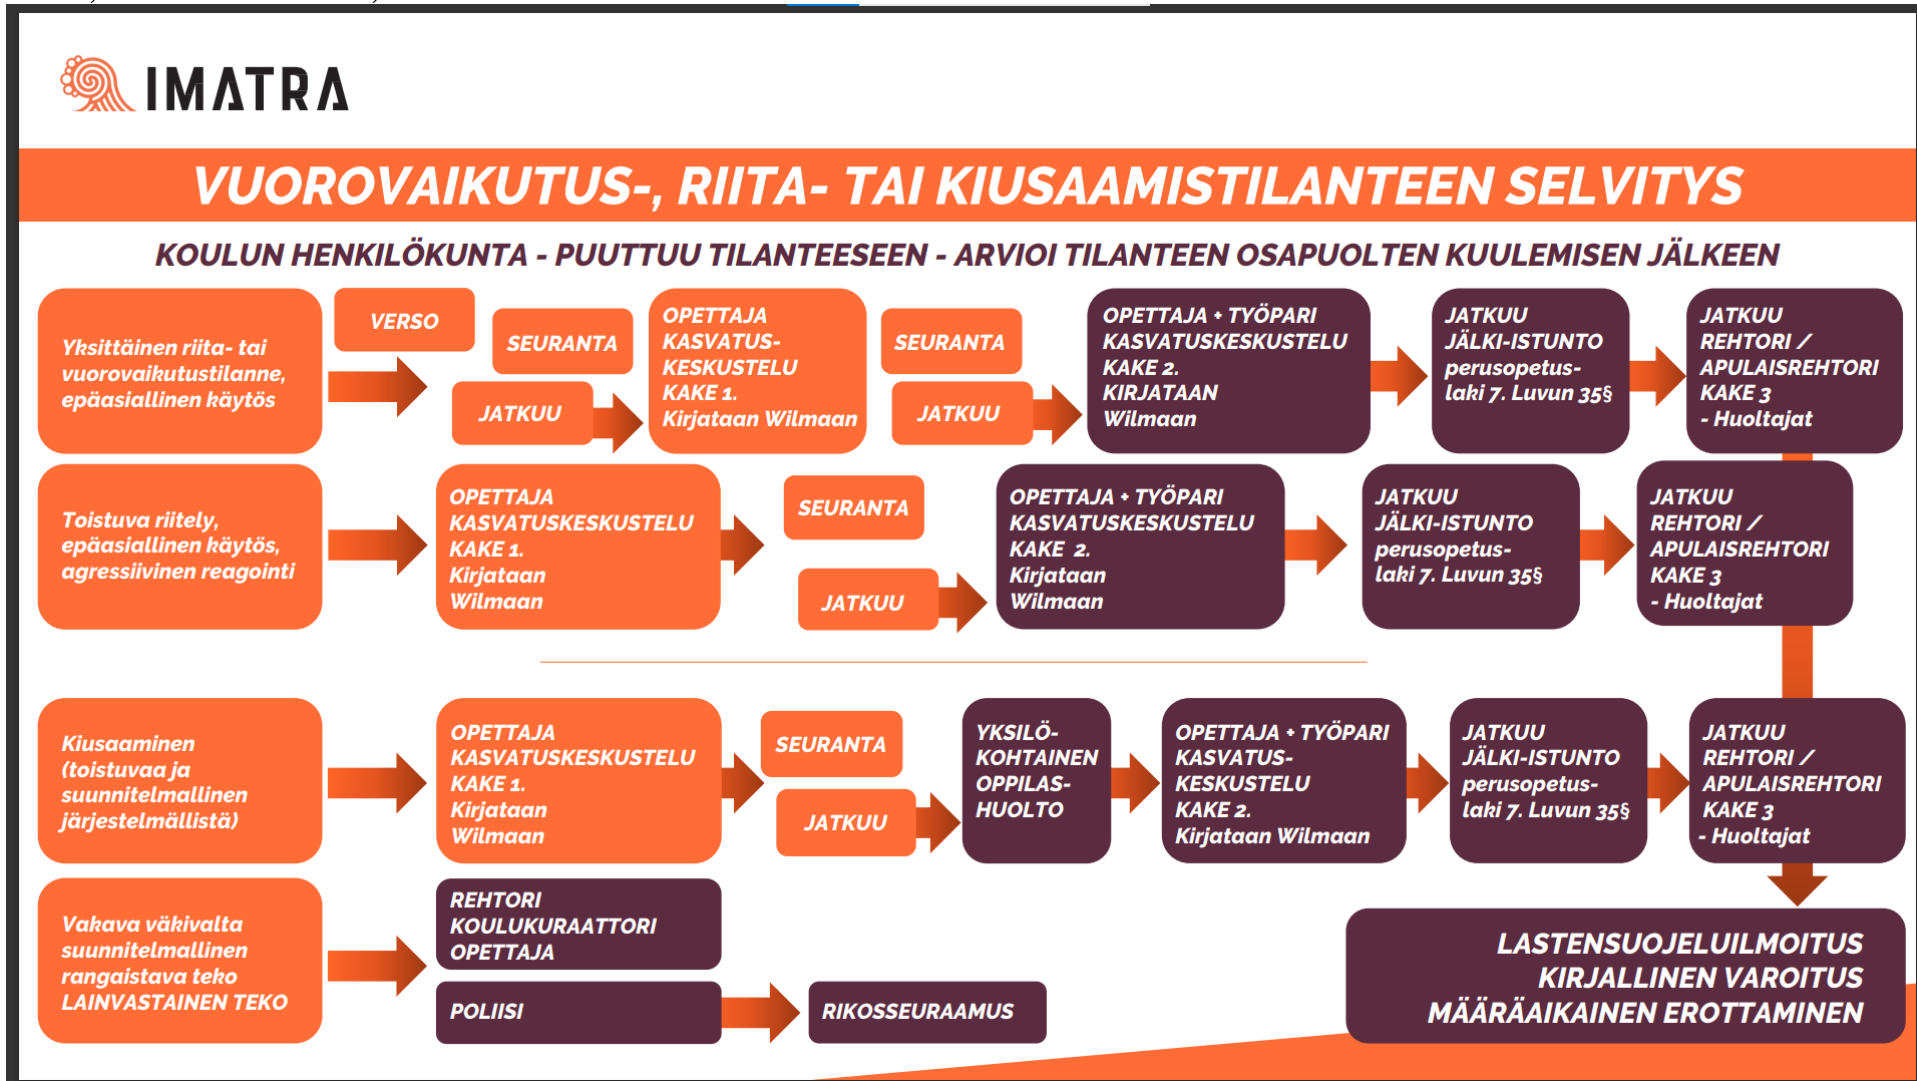 IMATRA
VUOROVAIKUTUS-, RIITA- TAI KIUSAAMISTILANTEEN SELVITYS
KOULUN HENKILÖKUNTA - PUUTTUU TILANTEESEEN - ARVIOI TILANTEEN OSAPUOLTEN KUULEMISEN JÄLKEEN
Yksittäinen riita- tai
vuorovaikutustilanne,
epäasiallinen käytös
VERSO
SEURANTA
JATKUU
OPETTAJA
KASVATUS-
KESKUSTELU
KAKE 1.
Kirjataan Wilmaan
SEURANTA
JATKUU
OPETTAJA + TYÖPARI
KASVATUSKESKUSTELU
KAKE 2.
KIRJATAAN
Wilmaan
JATKUU
JÄLKI-ISTUNTO
perusopetus-
laki 7. Luvun 35§
JATKUU
REHTORI /
APULAISREHTORI
KAKE 3
- Huoltajat
Toistuva riitely,
epäasiallinen käytös,
agressiivinen reagointi
OPETTAJA
KASVATUSKESKUSTELU
KAKE 1.
Kirjataan
Wilmaan
SEURANTA
JATKUU
OPETTAJA + TYÖPARI
KASVATUSKESKUSTELU
KAKE 2.
Kirjataan
Wilmaan
JATKUU
JÄLKI-ISTUNTO
perusopetus-
laki 7. Luvun 35§
JATKUU
REHTORI /
APULAISREHTORI
KAKE 3
- Huoltajat
Kiusaaminen
(toistuvaa ja
suunnitelmallinen
järjestelmällistä)
OPETTAJA
KASVATUSKESKUSTELU
KAKE 1.
Kirjataan
Wilmaan
SEURANTA
JATKUU
YKSILÖ-
KOHTAINEN
OPPILAS-
HUOLTO
OPETTAJA + TYÖPARI
KASVATUS-
KESKUSTELU
KAKE 2.
Kirjataan Wilmaan
JATKUU
JÄLKI-ISTUNTO
perusopetus-
laki 7. Luvun 35§
JATKUU
REHTORI /
APULAISREHTORI
KAKE 3
- Huoltajat
Vakava väkivalta
suunnitelmallinen
rangaistava teko
LAINVASTAINEN TEKO
REHTORI
KOULUKURAATTORI
OPETTAJA
POLIISI
RIKOSSEURAAMUS
LASTENSUOJELUILMOITUS
KIRJALLINEN VAROITUS
MÄÄRÄAIKAINEN EROTTAMINEN